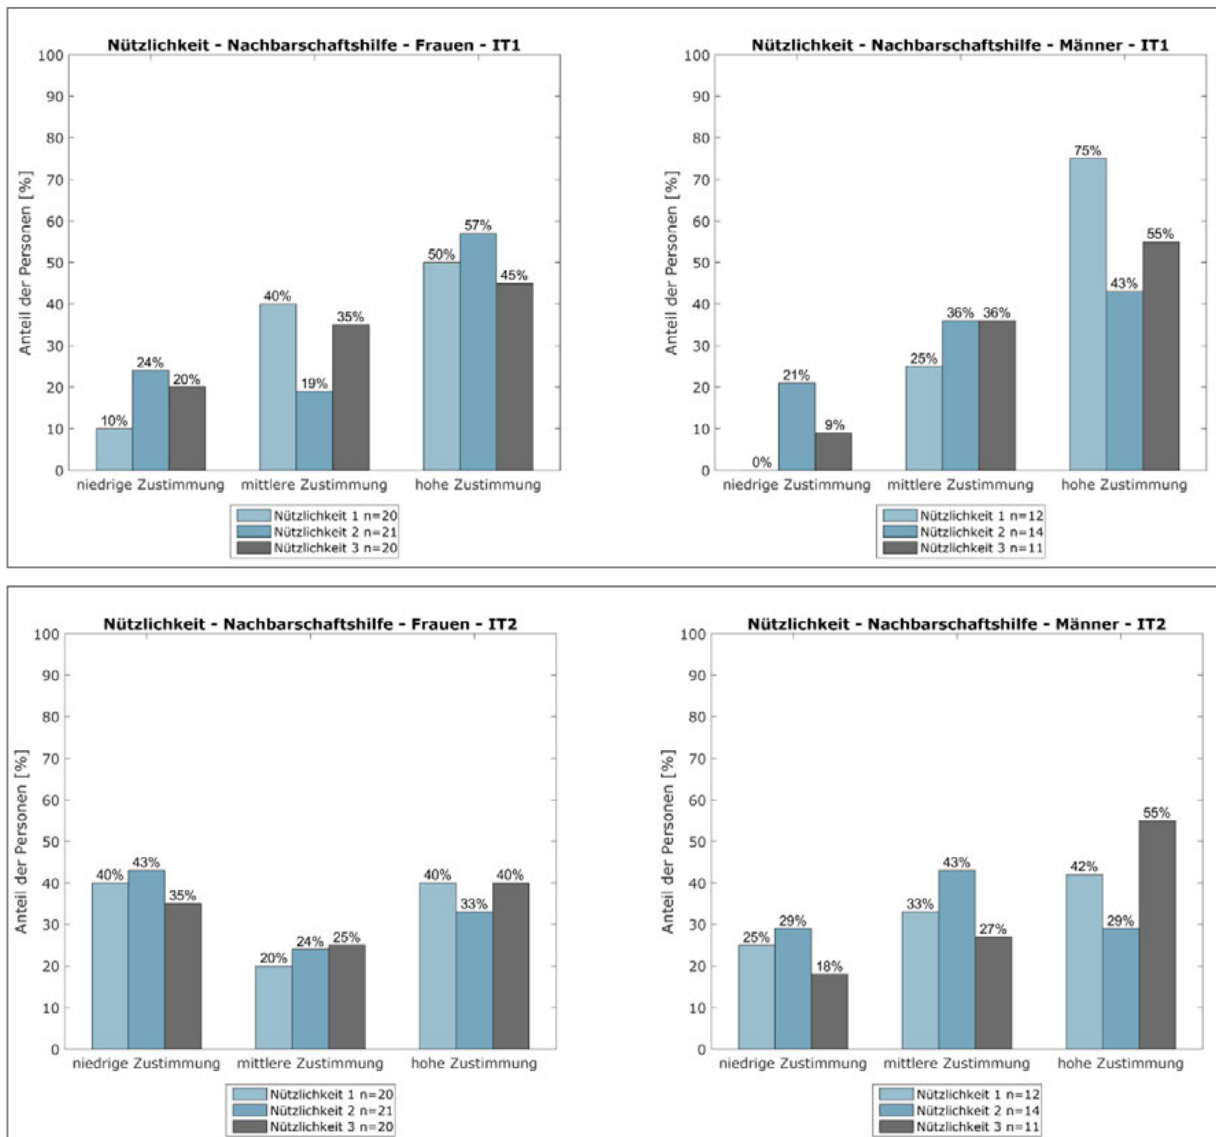 Nützlichkeit - Nachbarschaftshilfe - Frauen - IT1
Anteil der Personen [%]
100
90
80
70
60
50
40
30
20
10
0
10% 24% 20%
40% 19% 35%
50% 57% 45%
niedrige Zustimmung mittlere Zustimmung hohe Zustimmung
Nützlichkeit 1 n=20
Nützlichkeit 2 n=21
Nützlichkeit 3 n=20
Nützlichkeit - Nachbarschaftshilfe - Männer - IT1
Anteil der Personen [%]
100
90
80
70
60
50
40
30
20
10
0
0% 21% 9%
25% 36% 36%
75% 43% 55%
niedrige Zustimmung mittlere Zustimmung hohe Zustimmung
Nützlichkeit 1 n=12
Nützlichkeit 2 n=14
Nützlichkeit 3 n=11
Nützlichkeit - Nachbarschaftshilfe - Frauen - IT2
Anteil der Personen [%]
100
90
80
70
60
50
40
30
20
10
0
40% 43% 35%
20% 24% 25%
40% 33% 40%
niedrige Zustimmung mittlere Zustimmung hohe Zustimmung
Nützlichkeit 1 n=20
Nützlichkeit 2 n=21
Nützlichkeit 3 n=20
Nützlichkeit - Nachbarschaftshilfe - Männer - IT2
Anteil der Personen [%]
100
90
80
70
60
50
40
30
20
10
0
25% 29% 18%
33% 43% 27%
42% 29% 55%
niedrige Zustimmung mittlere Zustimmung hohe Zustimmung
Nützlichkeit 1 n=12
Nützlichkeit 2 n=14
Nützlichkeit 3 n=11